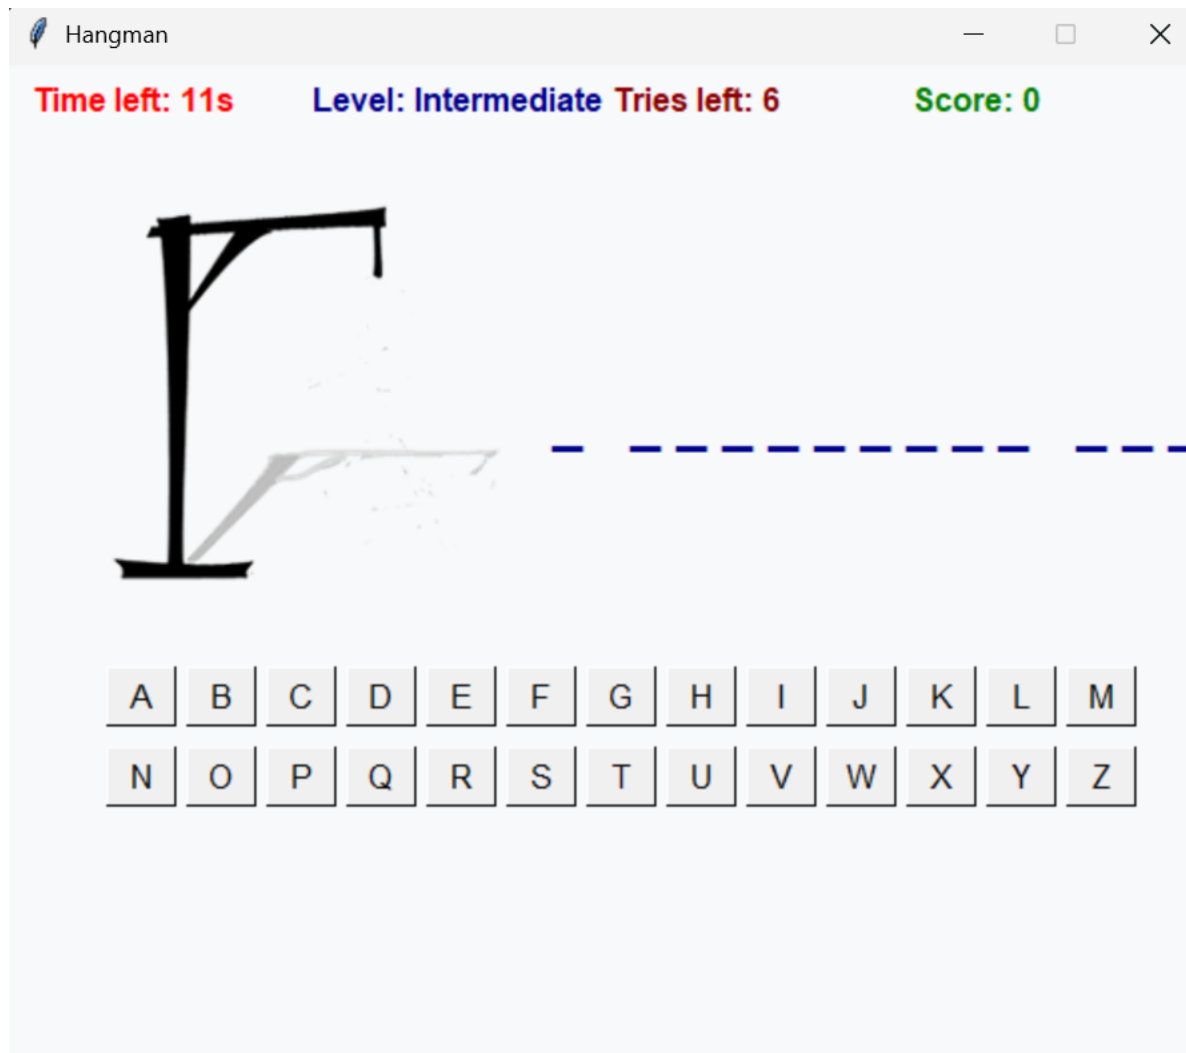 Hangman
Time left: 11s Level: Intermediate Tries left: 6 Score: 0
_ _ _ _ _ _ _ _ _ _ _ _ _
A B C D E F G H I J K L M
N O P Q R S T U V W X Y Z